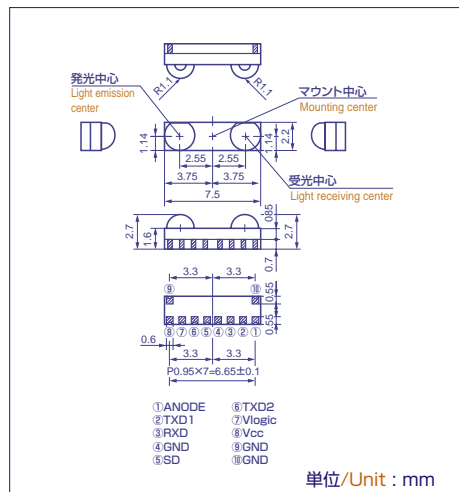 R1.1
R1.1
発光中心
Light emission
center
マウント中心
Mounting center
1.14
1.14
2.2
2.55
2.55
3.75
3.75
7.5
受光中心
Light receiving center
2.7
1.6
085
2.7
0.7
3.3
3.3
⑨
⑩
0.55
0.55
⑧⑦⑥⑤④③②①
0.6
3.3
3.3
P0.95×7=6.65±0.1
①ANODE
②TXD1
③RXD
④GND
⑤SD
⑥TXD2
⑦Vlogic
⑧Vcc
⑨GND
⑩GND
単位/Unit : mm